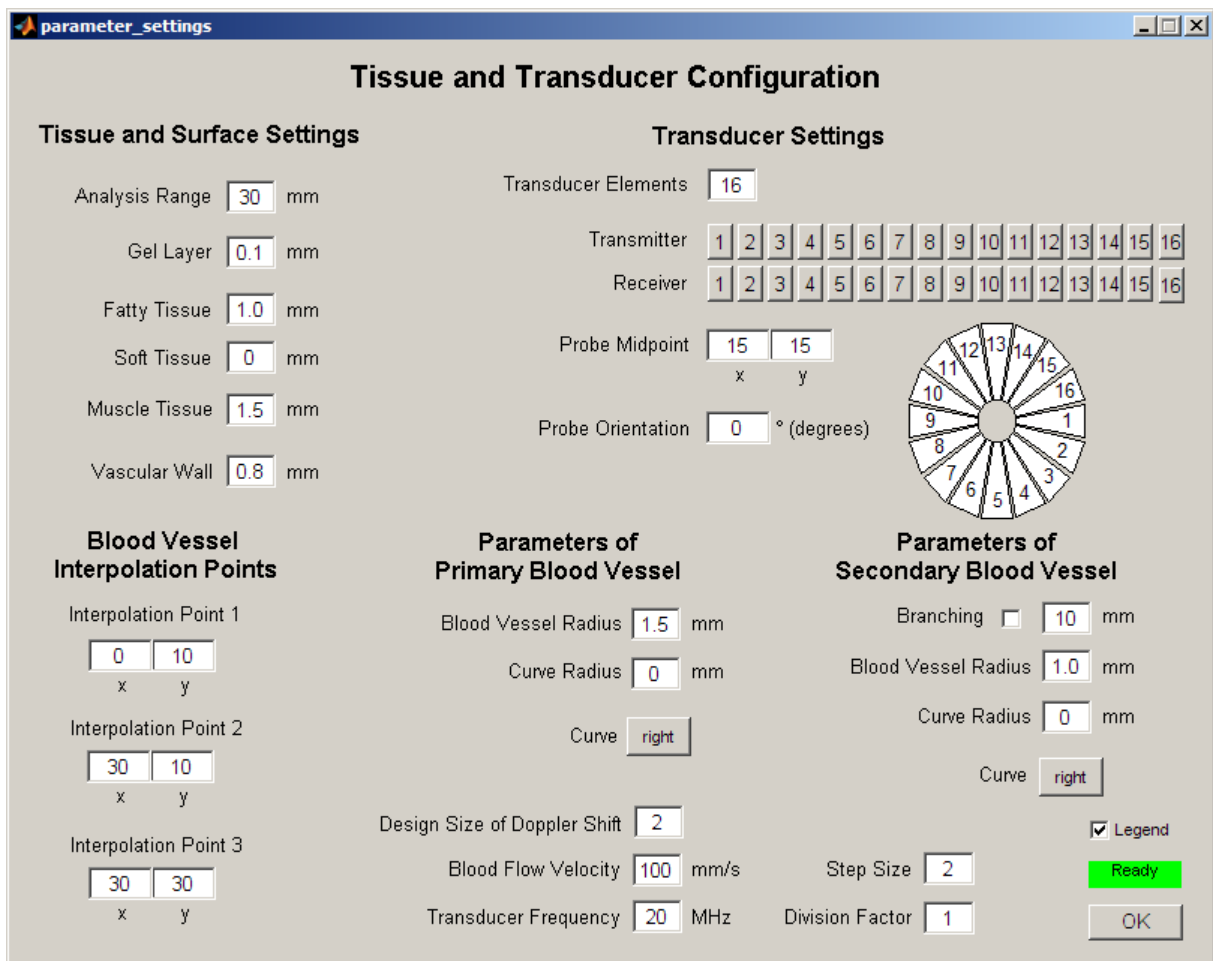 parameter_settings
Tissue and Transducer Configuration
Tissue and Surface Settings
Analysis Range 30 mm
Gel Layer 0.1 mm
Fatty Tissue 1.0 mm
Soft Tissue 0 mm
Muscle Tissue 1.5 mm
Vascular Wall 0.8 mm
Transducer Settings
Transducer Elements 16
Transmitter 1 2 3 4 5 6 7 8 9 10 11 12 13 14 15 16
Receiver 1 2 3 4 5 6 7 8 9 10 11 12 13 14 15 16
Probe Midpoint 15 15
x y
Probe Orientation 0 ° (degrees)
12 13 14
11 15
10 16
9 1
8 2
7 3
6 5 4
Blood Vessel
Interpolation Points
Interpolation Point 1
0 10
x y
Interpolation Point 2
30 10
x y
Interpolation Point 3
30 30
x y
Parameters of
Primary Blood Vessel
Blood Vessel Radius 1.5 mm
Curve Radius 0 mm
Curve right
Design Size of Doppler Shift 2
Blood Flow Velocity 100 mm/s
Transducer Frequency 20 MHz
Parameters of
Secondary Blood Vessel
Branching 10 mm
Blood Vessel Radius 1.0 mm
Curve Radius 0 mm
Curve right
Legend
Step Size 2
Ready
Division Factor 1
OK